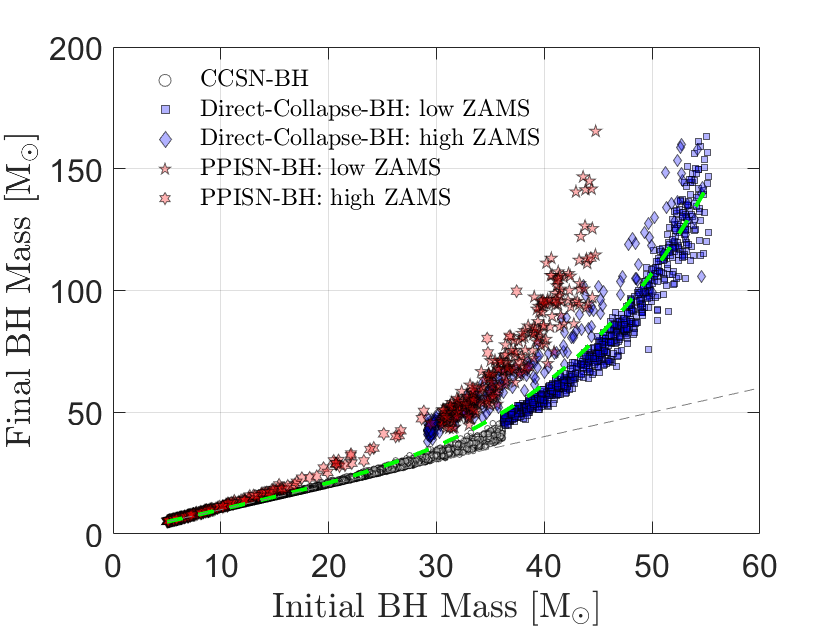 200
150
100
50
0
Final BH Mass [M⊙]
CCSN-BH
Direct-Collapse-BH: low ZAMS
Direct-Collapse-BH: high ZAMS
PPISN-BH: low ZAMS
PPISN-BH: high ZAMS
0 10 20 30 40 50 60
Initial BH Mass [M⊙]